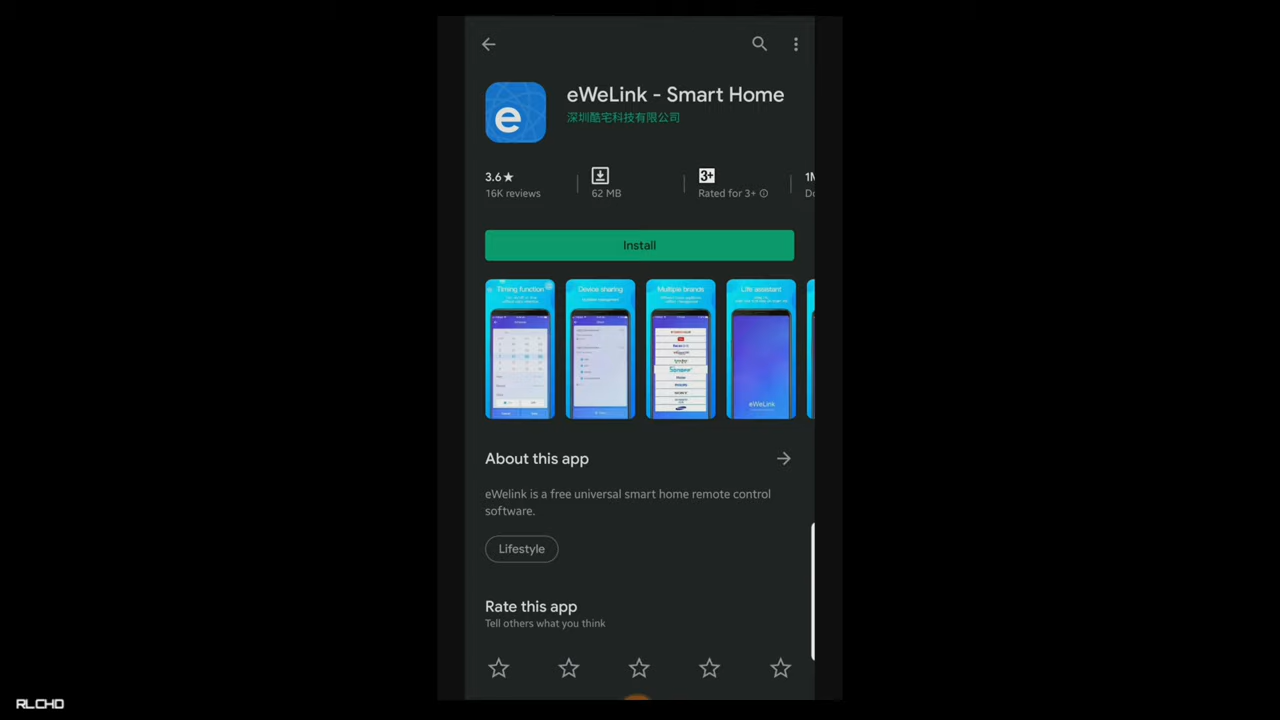 eWeLink - Smart Home
深圳酷宅科技有限公司
3.6★
16K reviews
62 MB
3+
Rated for 3+
Install
Timing function
Device sharing
Multiple brands
Life assistant
SONOFF
eWeLink
About this app
eWelink is a free universal smart home remote control
software.
Lifestyle
Rate this app
Tell others what you think
RLCHD